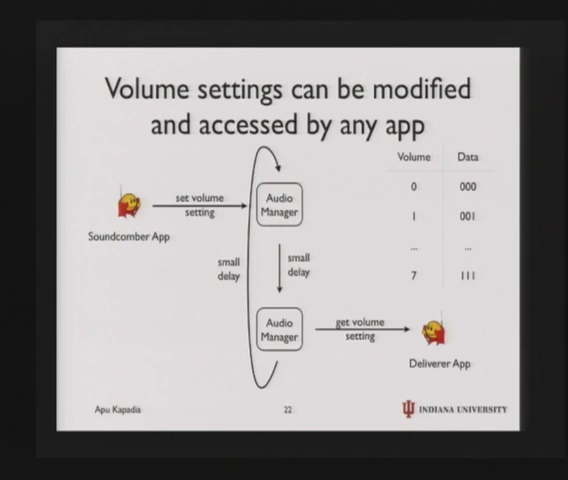 Volume settings can be modified
and accessed by any app
Volume Data
0 000
1 001
... ...
7 111
set volume
setting
Audio
Manager
Soundcomber App
small
delay
small
delay
Audio
Manager
get volume
setting
Deliverer App
Apu Kapadia
22
INDIANA UNIVERSITY